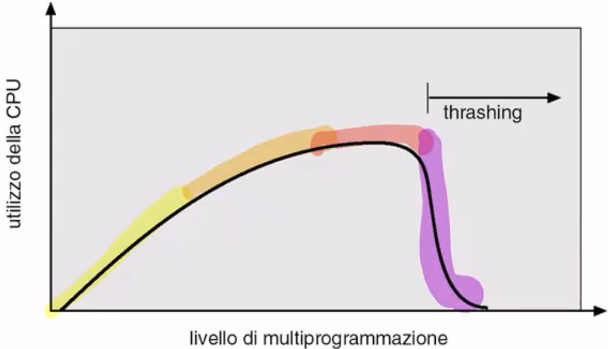 utilizzo della CPU
thrashing
livello di multiprogrammazione